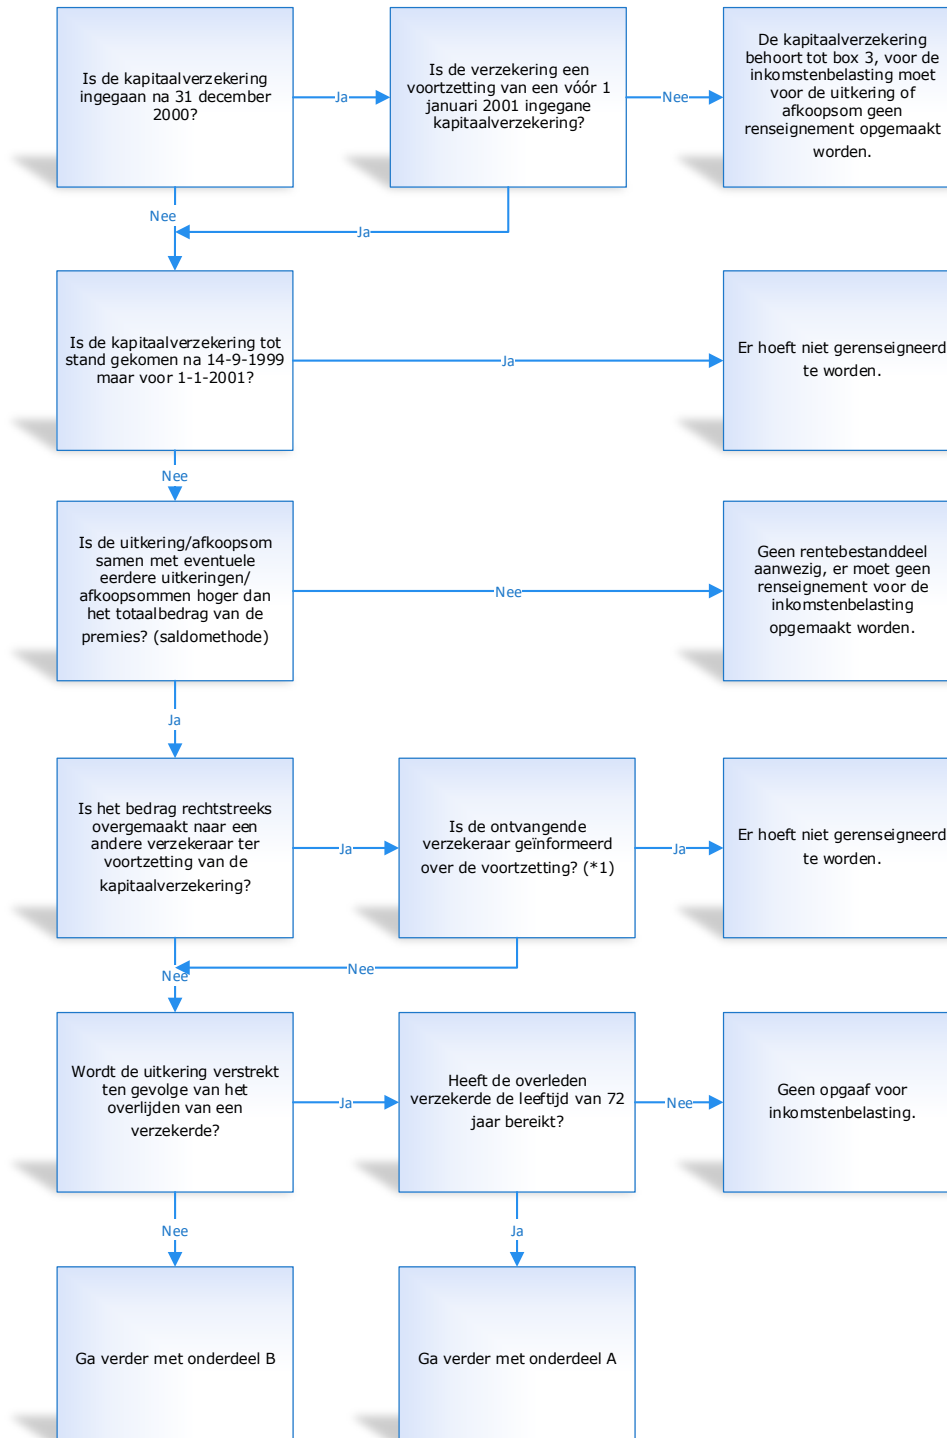 Is de kapitaalverzekering
ingegaan na 31 december
2000?
Ja
Is de verzekering een
voortzetting van een vóór 1
januari 2001 ingegane
kapitaalverzekering?
Nee
De kapitaalverzekering
behoort tot box 3, voor de
inkomstenbelasting moet
voor de uitkering of
afkoopsom geen
renseignement opgemaakt
worden.
Nee
Ja
Is de kapitaalverzekering tot
stand gekomen na 14-9-1999
maar voor 1-1-2001?
Ja
Er hoeft niet gerenseigneerd
te worden.
Nee
Is de uitkering/afkoopsom
samen met eventuele
eerdere uitkeringen/
afkoopsommen hoger dan
het totaalbedrag van de
premies? (saldomethode)
Nee
Geen rentebestanddeel
aanwezig, er moet geen
renseignement voor de
inkomstenbelasting
opgemaakt worden.
Ja
Is het bedrag rechtstreeks
overgemaakt naar een
andere verzekeraar ter
voortzetting van de
kapitaalverzekering?
Ja
Is de ontvangende
verzekeraar geïnformeerd
over de voortzetting? (*1)
Ja
Er hoeft niet gerenseigneerd
te worden.
Nee
Nee
Wordt de uitkering verstrekt
ten gevolge van het
overlijden van een
verzekerde?
Ja
Heeft de overleden
verzekerde de leeftijd van 72
jaar bereikt?
Nee
Geen opgaaf voor
inkomstenbelasting.
Nee
Ja
Ga verder met onderdeel B
Ga verder met onderdeel A